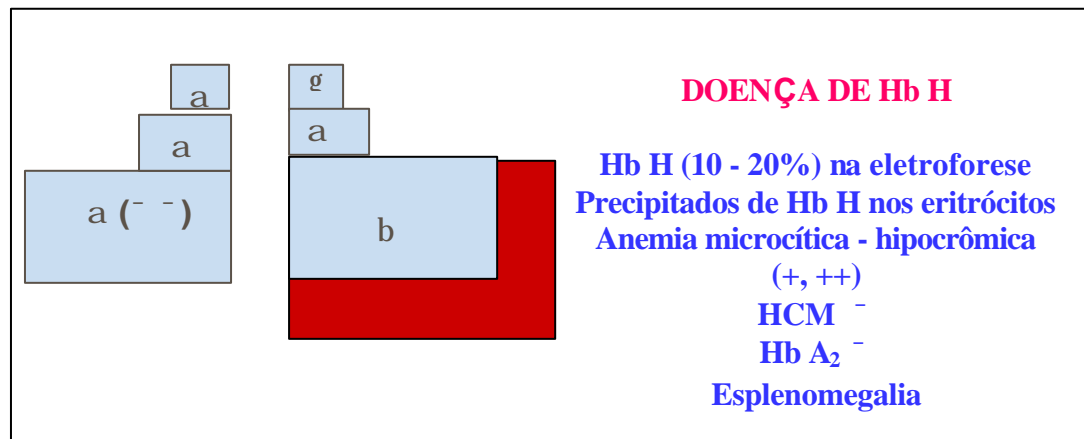 a
a
a (¯ ¯)
g
a
b
DOENÇA DE Hb H
Hb H (10 - 20%) na eletroforese
Precipitados de Hb H nos eritrócitos
Anemia microcítica - hipocrômica
(+, ++)
HCM ¯
Hb A₂ ¯
Esplenomegalia